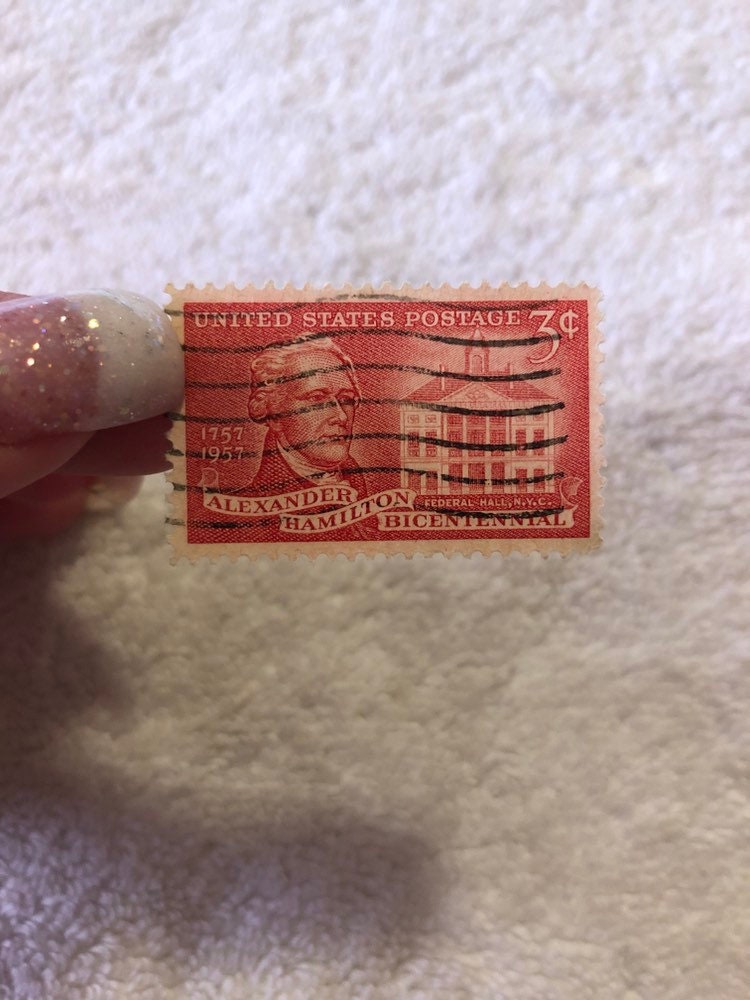 UNITED STATES POSTAGE 3¢
1757
1957
ALEXANDER
HAMILTON
BICENTENNIAL
FEDERAL HALL, N.Y.C.